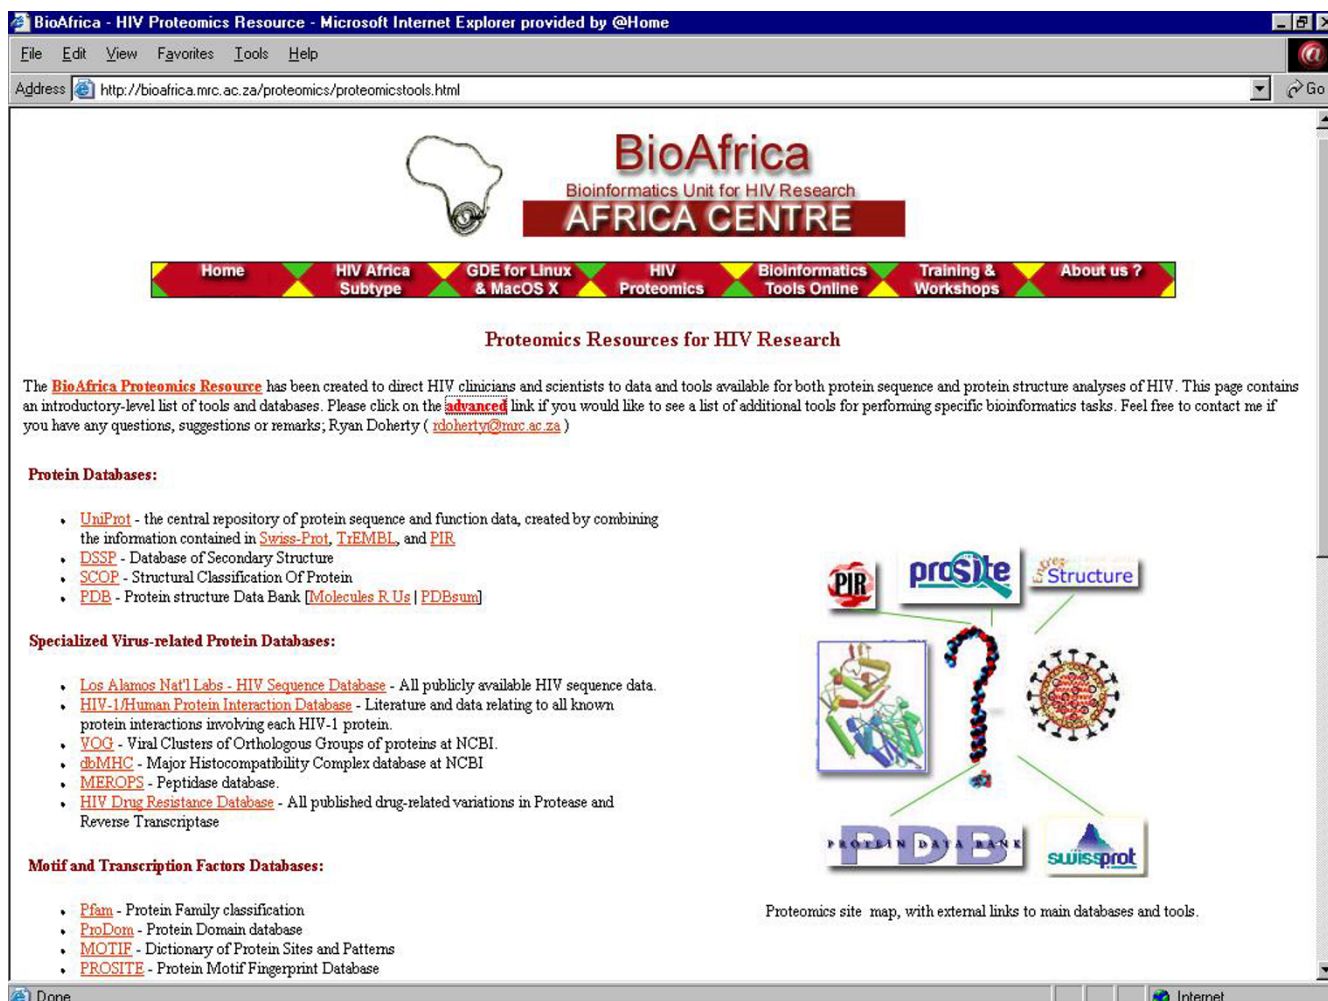 BioAfrica - HIV Proteomics Resource - Microsoft Internet Explorer provided by @Home
File Edit View Favorites Tools Help
Address http://bioafrica.mrc.ac.za/proteomics/proteomicstools.html Go
BioAfrica
Bioinformatics Unit for HIV Research
AFRICA CENTRE
Home HIV Africa Subtype GDE for Linux & MacOS X HIV Proteomics Bioinformatics Tools Online Training & Workshops About us ?
Proteomics Resources for HIV Research
The BioAfrica Proteomics Resource has been created to direct HIV clinicians and scientists to data and tools available for both protein sequence and protein structure analyses of HIV. This page contains
an introductory-level list of tools and databases. Please click on the advanced link if you would like to see a list of additional tools for performing specific bioinformatics tasks. Feel free to contact me if
you have any questions, suggestions or remarks; Ryan Doherty ( rdoherty@mrc.ac.za )
Protein Databases:
UniProt - the central repository of protein sequence and function data, created by combining
the information contained in Swiss-Prot, TrEMBL, and PIR
DSSP - Database of Secondary Structure
SCOP - Structural Classification Of Protein
PDB - Protein structure Data Bank [Molecules R Us | PDBsum]
Specialized Virus-related Protein Databases:
Los Alamos Nat'l Labs - HIV Sequence Database - All publicly available HIV sequence data.
HIV-1/Human Protein Interaction Database - Literature and data relating to all known
protein interactions involving each HIV-1 protein.
VOG - Viral Clusters of Orthologous Groups of proteins at NCBI.
dbMHC - Major Histocompatibility Complex database at NCBI
MEROPS - Peptidase database.
HIV Drug Resistance Database - All published drug-related variations in Protease and
Reverse Transcriptase
Motif and Transcription Factors Databases:
Pfam - Protein Family classification
ProDom - Protein Domain database
MOTIF - Dictionary of Protein Sites and Patterns
PROSITE - Protein Motif Fingerprint Database
PIR
proSite
Entrez Structure
PDB
PROTEIN DATA BANK
swissprot
Proteomics site map, with external links to main databases and tools.
Done Internet